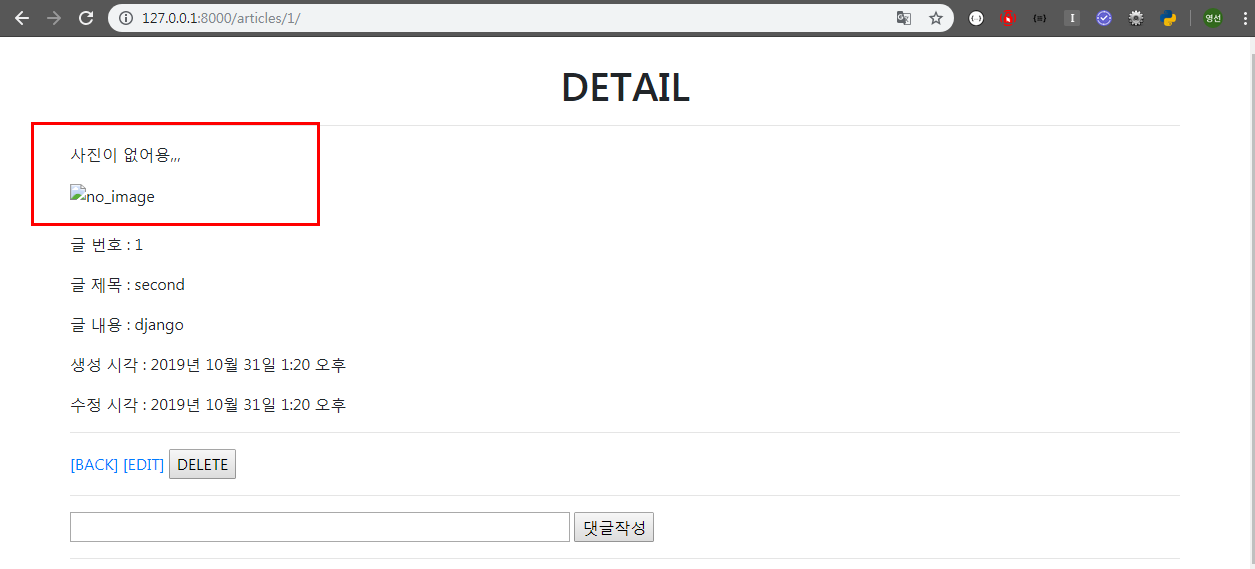 127.0.0.1:8000/articles/1/
영선
DETAIL
사진이 없어용,,,
no_image
글 번호 : 1
글 제목 : second
글 내용 : django
생성 시각 : 2019년 10월 31일 1:20 오후
수정 시각 : 2019년 10월 31일 1:20 오후
[BACK] [EDIT] DELETE
댓글작성